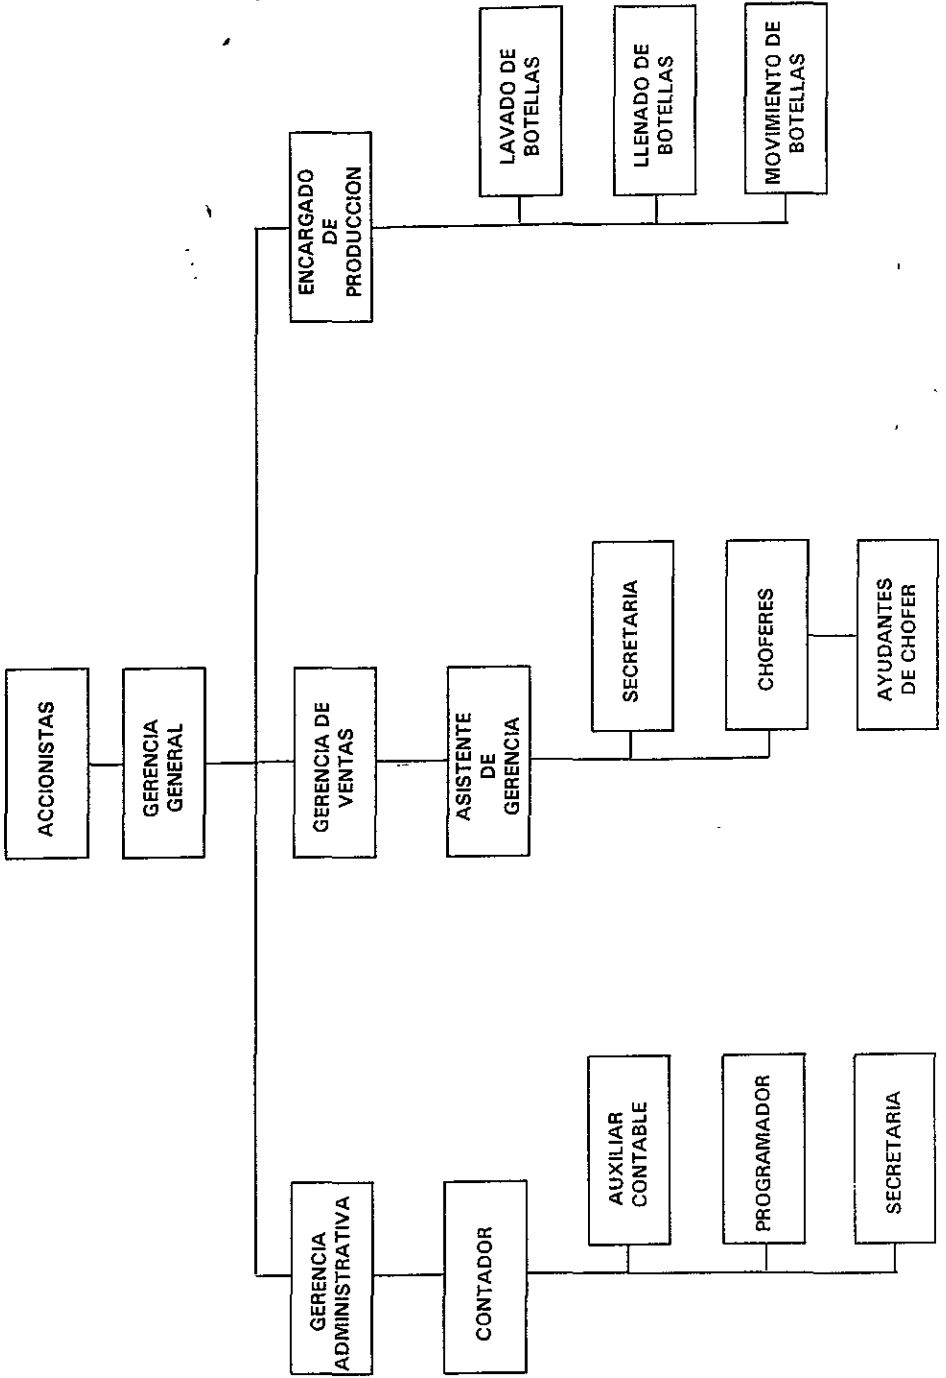 ACCIONISTAS
GERENCIA
GENERAL
GERENCIA
ADMINISTRATIVA
GERENCIA DE
VENTAS
ENCARGADO
DE
PRODUCCION
CONTADOR
ASISTENTE
DE
GERENCIA
LAVADO DE
BOTELLAS
LLENADO DE
BOTELLAS
MOVIMIENTO DE
BOTELLAS
AUXILIAR
CONTABLE
PROGRAMADOR
SECRETARIA
SECRETARIA
CHOFERES
AYUDANTES
DE CHOFER